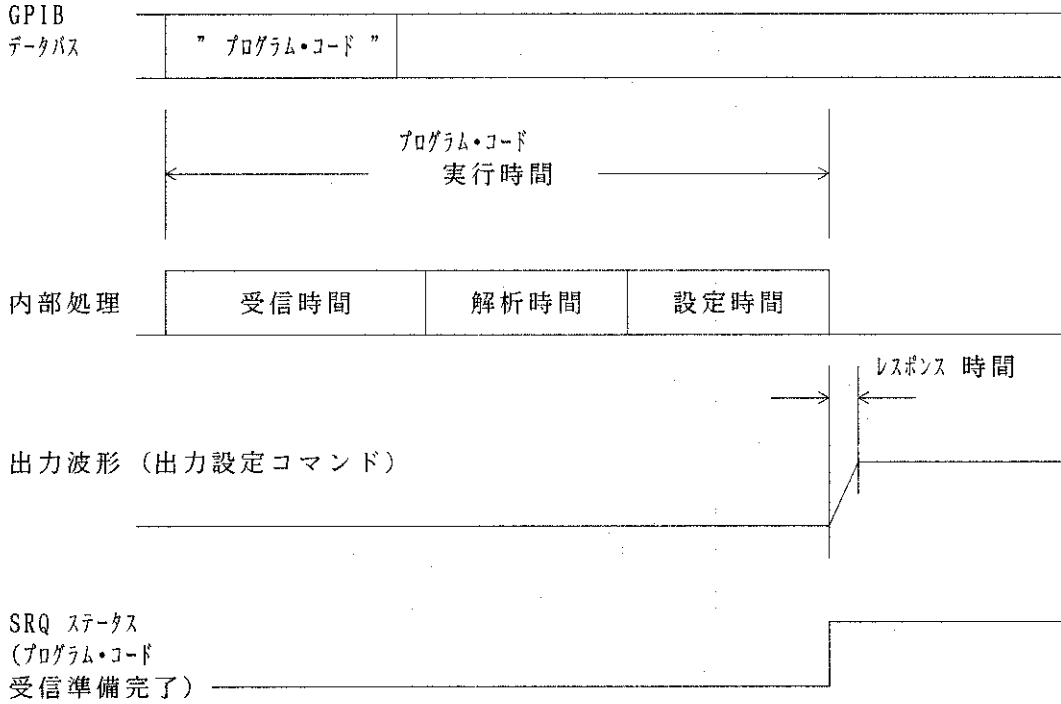 GPIB
データバス
” プログラム・コード ”
プログラム・コード
実行時間
内部処理
受信時間
解析時間
設定時間
レスポンス 時間
出力波形 (出力設定コマンド)
SRQ ステータス
(プログラム・コード
受信準備完了)